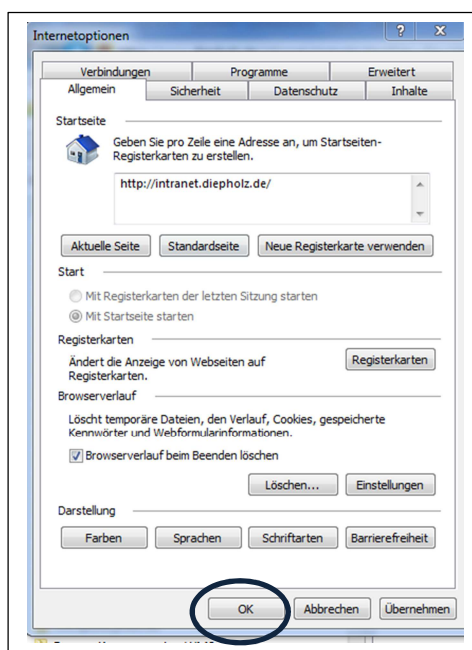 Internetoptionen
Verbindungen Programme Erweitert
Allgemein Sicherheit Datenschutz Inhalte
Startseite
Geben Sie pro Zeile eine Adresse an, um Startseiten-
Registerkarten zu erstellen.
http://intranet.diepholz.de/
Aktuelle Seite Standardseite Neue Registerkarte verwenden
Start
Mit Registerkarten der letzten Sitzung starten
Mit Startseite starten
Registerkarten
Ändert die Anzeige von Webseiten auf Registerkarten
Registerkarten.
Browserverlauf
Löscht temporäre Dateien, den Verlauf, Cookies, gespeicherte
Kennwörter und Webformularinformationen.
Browserverlauf beim Beenden löschen
Löschen... Einstellungen
Darstellung
Farben Sprachen Schriftarten Barrierefreiheit
OK Abbrechen Übernehmen